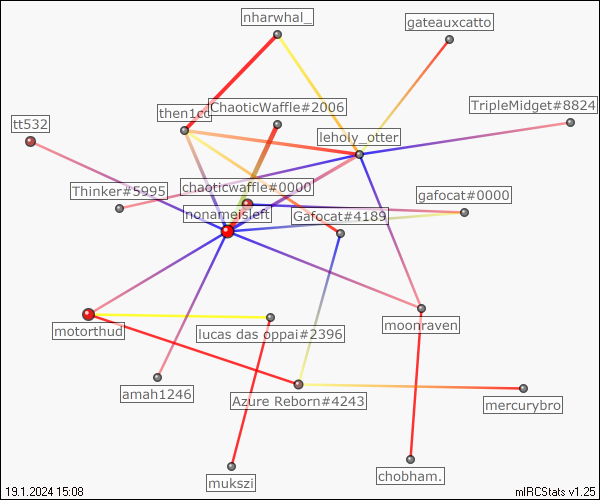 nharwhal_
gateauxcatto
ChaoticWaffle#2006
TripleMidget#8824
tt532
leholy_otter
chaoticwaffle#0000
Thinker#5995
gafocat#0000
nonameisleft
Gafocat#4189
motorthud
lucas das oppai#2396
moonraven
amah1246
Azure Reborn#4243
mercurybro
mukszi
chobham.
19.1.2024 15:08
mIRCStats v1.25